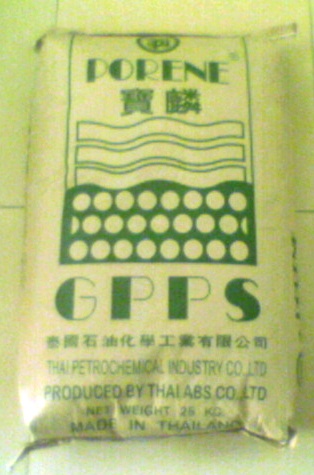 PORENE®
寶麟
GPPS
泰國石油化學工業有限公司
THAI PETROCHEMICAL INDUSTRY CO.,LTD
PRODUCED BY THAI ABS CO.,LTD
NET WEIGHT 25 KG.
MADE IN THAILAND